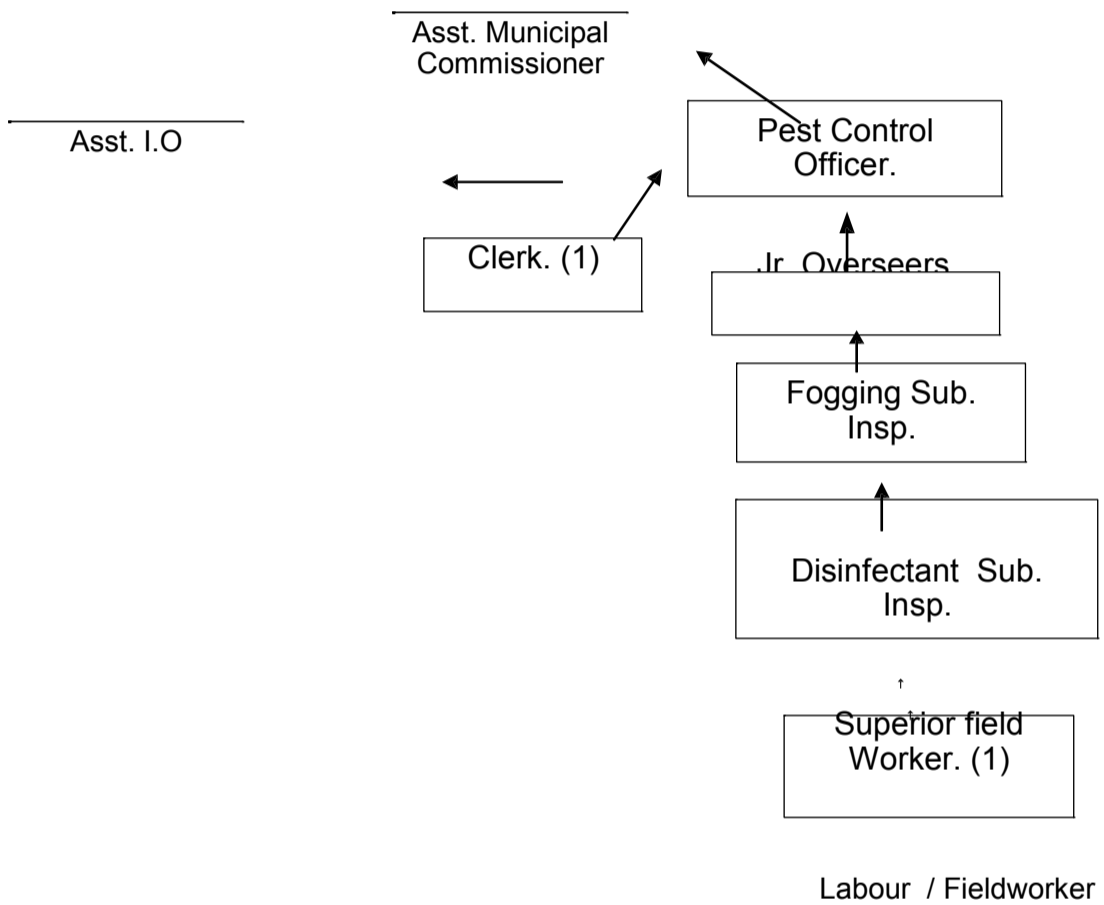 Asst. Municipal
Commissioner
Asst. I.O
Pest Control
Officer.
Clerk. (1)
Jr Overseers
Fogging Sub.
Insp.
Disinfectant Sub.
Insp.
Superior field
Worker. (1)
Labour / Fieldworker